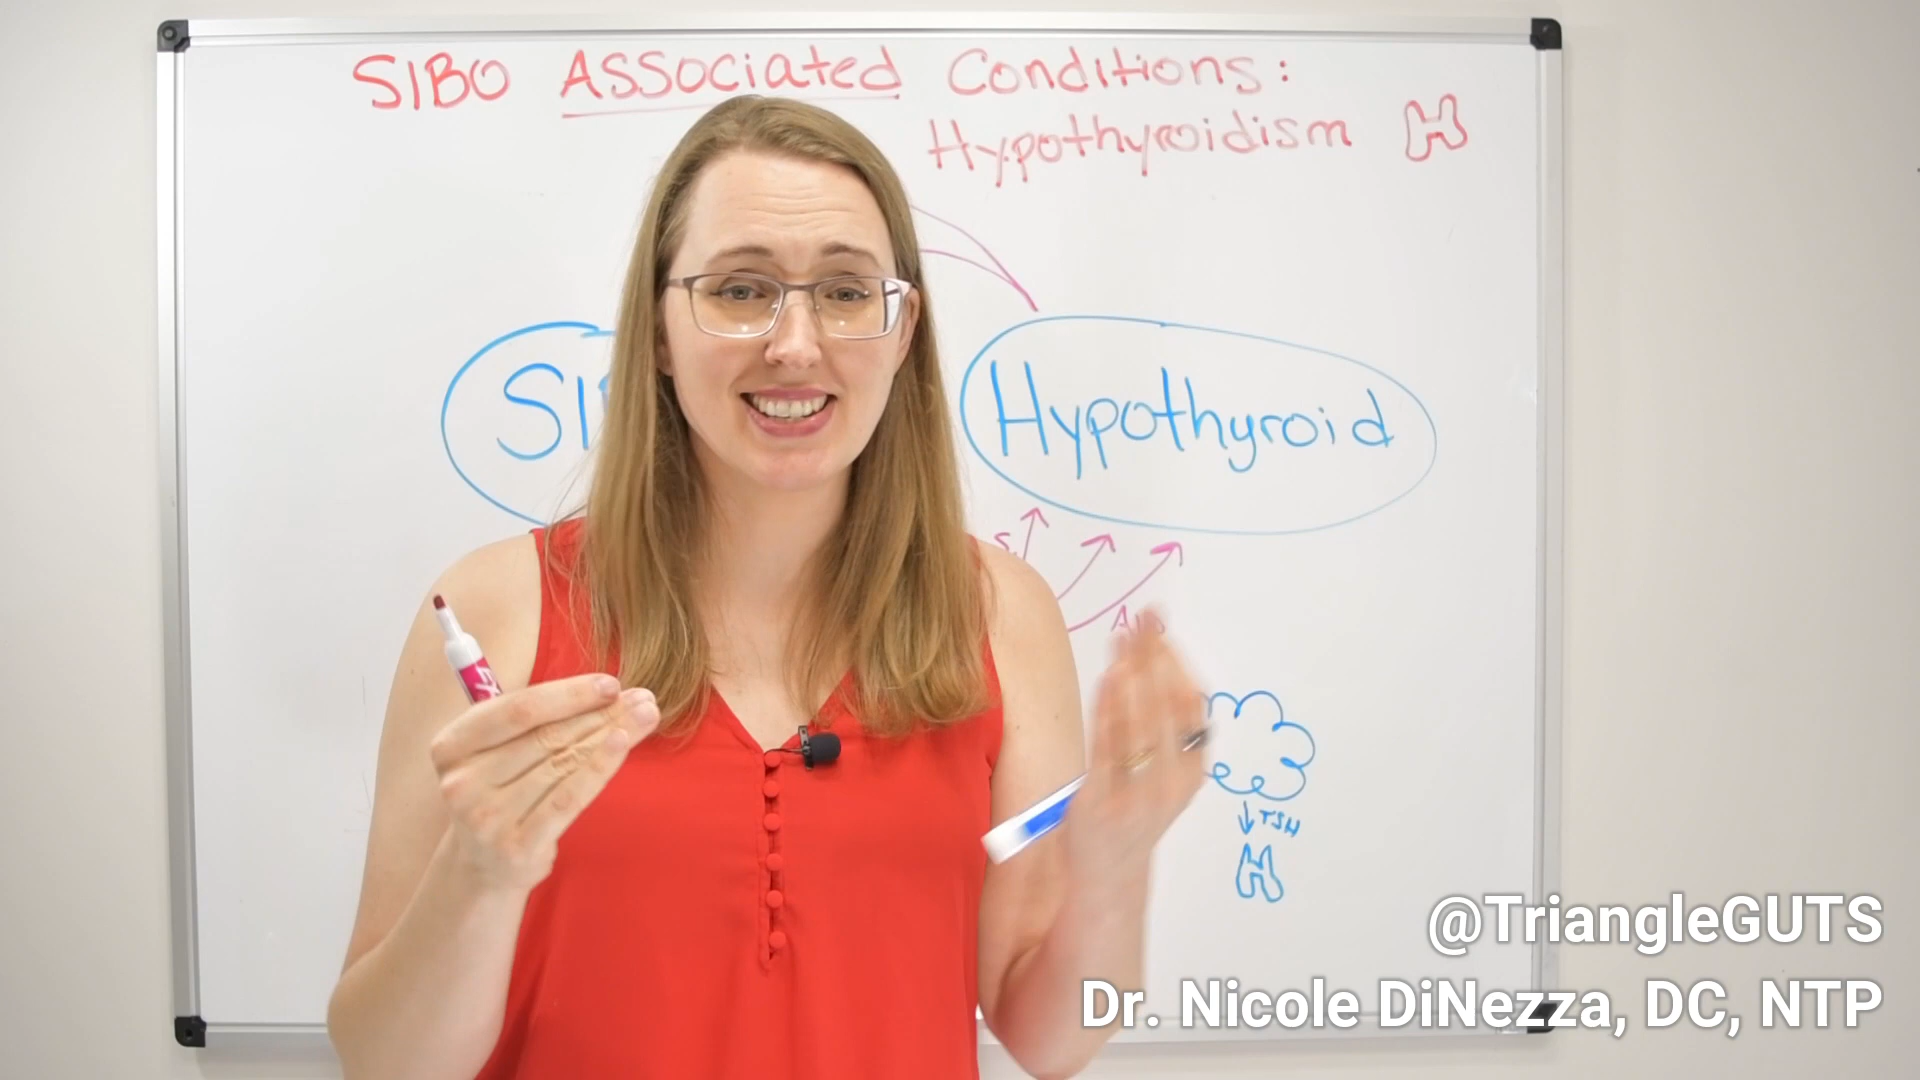 SIBO Associated Conditions:
Hypothyroidism
Hypothyroid
TSH
@TriangleGUTS
Dr. Nicole DiNezza, DC, NTP